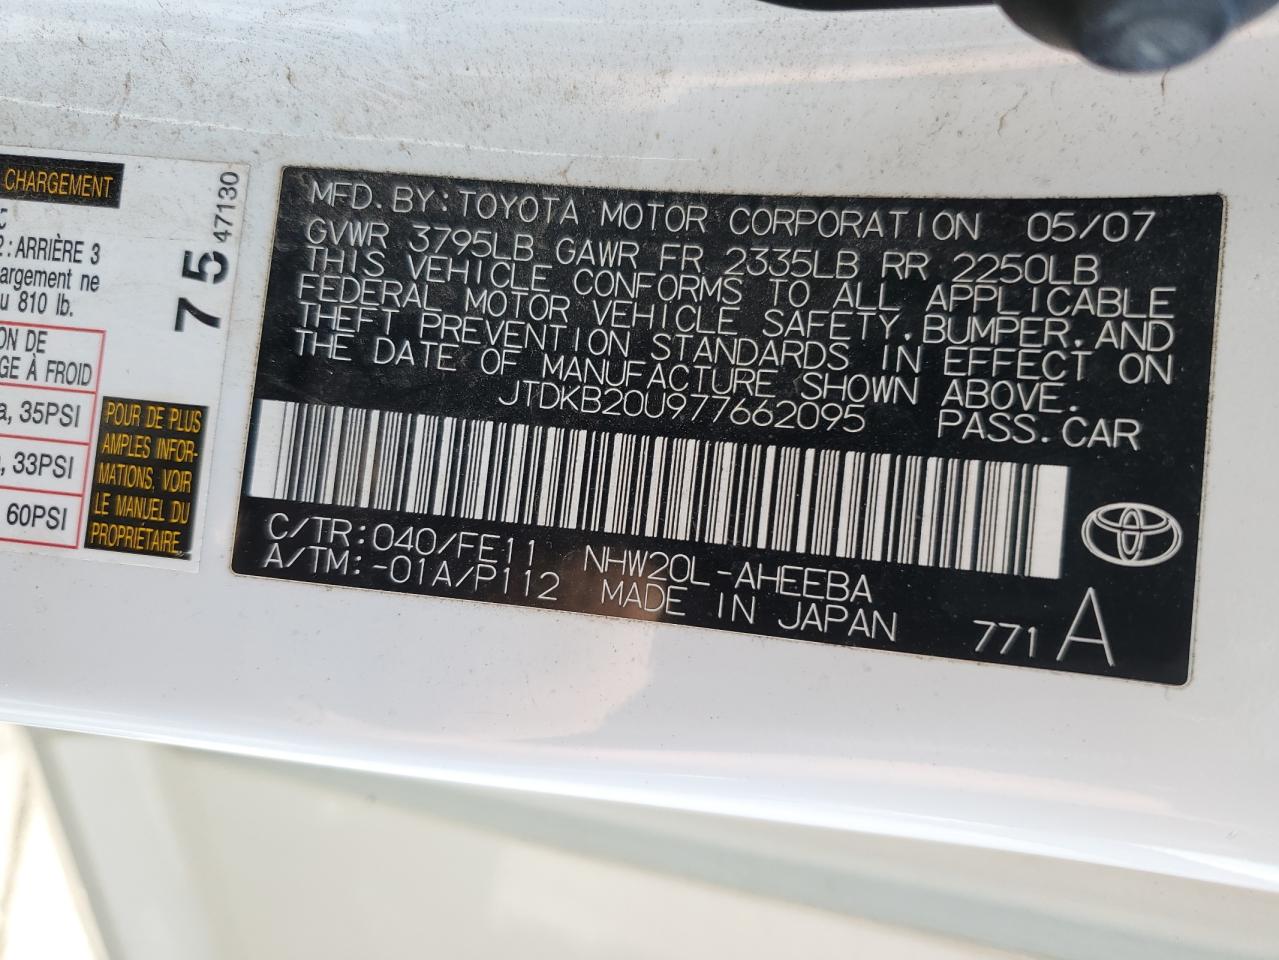 CHARGEMENT
: ARRIÈRE 3
chargement ne
810 lb.
DE
À FROID
35PSI
33PSI
60PSI
POUR DE PLUS
AMPLES INFOR-
MATIONS, VOIR
LE MANUEL DU
PROPRIÉTAIRE.
75
47130
MFD. BY: TOYOTA MOTOR CORPORATION 05/07
GVWR 3795LB GAWR FR 2335LB RR 2250LB
THIS VEHICLE CONFORMS TO ALL APPLICABLE
FEDERAL MOTOR VEHICLE SAFETY, BUMPER, AND
THEFT PREVENTION STANDARDS IN EFFECT ON
THE DATE OF MANUFACTURE SHOWN ABOVE.
JTDKB20U977662095 PASS. CAR
C/TR: 040/FE11 NHW20L-AHEEBA
A/TM: -01A/P112 MADE IN JAPAN
771 A